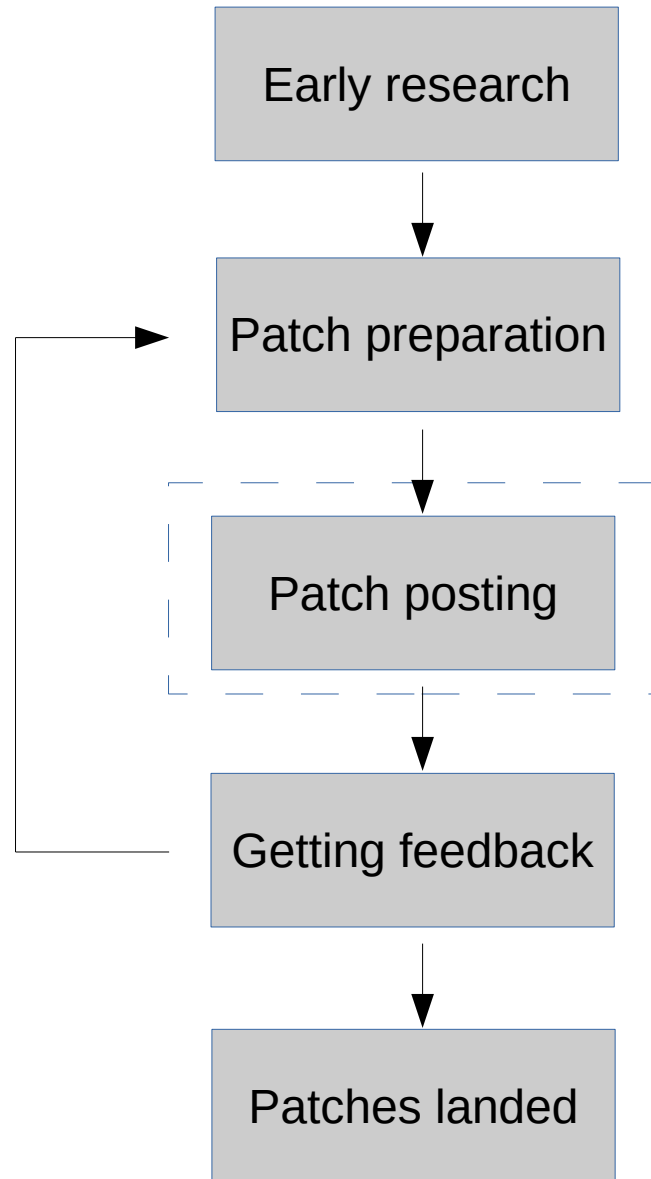 Early research
Patch preparation
Patch posting
Getting feedback
Patches landed